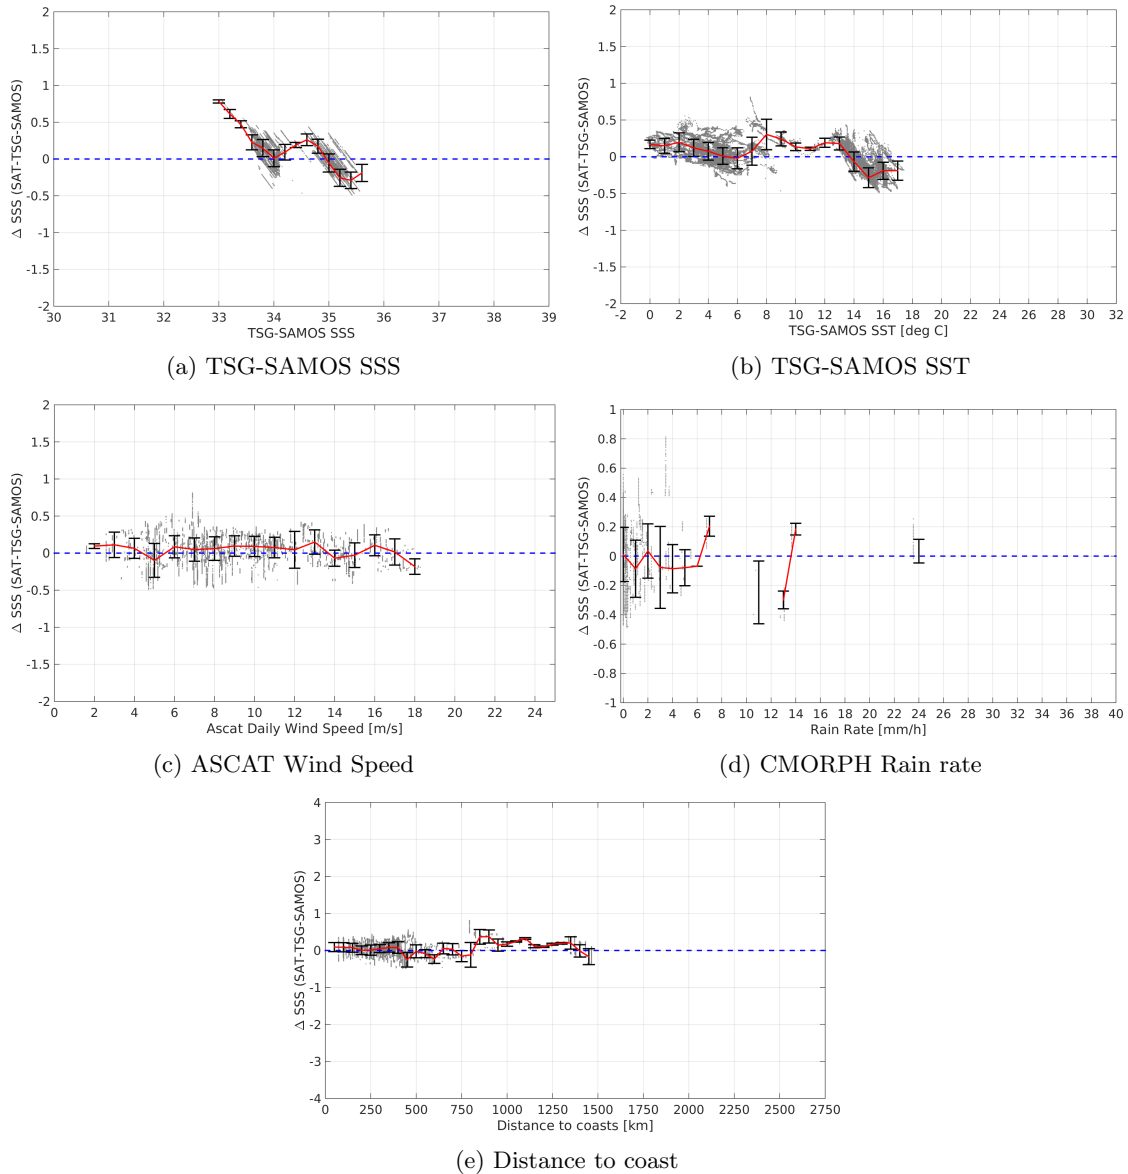 2
1.5
1
0.5
0
-0.5
-1
-1.5
-2
Δ SSS (SAT-TSG-SAMOS)
30 31 32 33 34 35 36 37 38 39
TSG-SAMOS SSS
(a) TSG-SAMOS SSS
2
1.5
1
0.5
0
-0.5
-1
-1.5
-2
Δ SSS (SAT-TSG-SAMOS)
-2 0 2 4 6 8 10 12 14 16 18 20 22 24 26 28 30 32
TSG-SAMOS SST [deg C]
(b) TSG-SAMOS SST
2
1.5
1
0.5
0
-0.5
-1
-1.5
-2
Δ SSS (SAT-TSG-SAMOS)
0 2 4 6 8 10 12 14 16 18 20 22 24
Ascat Daily Wind Speed [m/s]
(c) ASCAT Wind Speed
1
0.8
0.6
0.4
0.2
0
-0.2
-0.4
-0.6
-0.8
-1
Δ SSS (SAT-TSG-SAMOS)
0 2 4 6 8 10 12 14 16 18 20 22 24 26 28 30 32 34 36 38 40
Rain Rate [mm/h]
(d) CMORPH Rain rate
4
3
2
1
0
-1
-2
-3
-4
Δ SSS (SAT-TSG-SAMOS)
0 250 500 750 1000 1250 1500 1750 2000 2250 2500 2750
Distance to coasts [km]
(e) Distance to coast